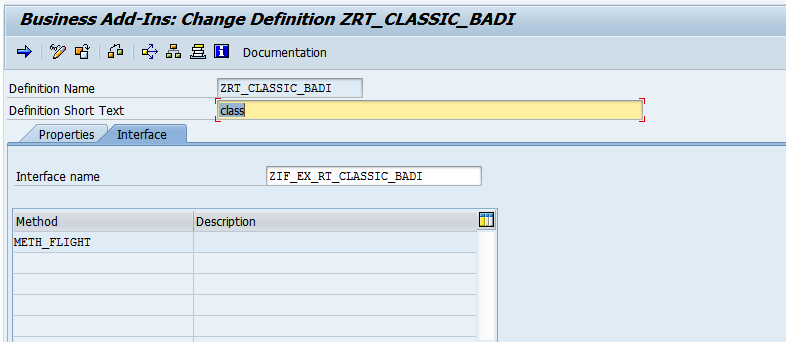 Business Add-Ins: Change Definition ZRT_CLASSIC_BADI
Documentation
Definition Name ZRT_CLASSIC_BADI
Definition Short Text class
Properties Interface
Interface name ZIF_EX_RT_CLASSIC_BADI
Method Description
METH_FLIGHT